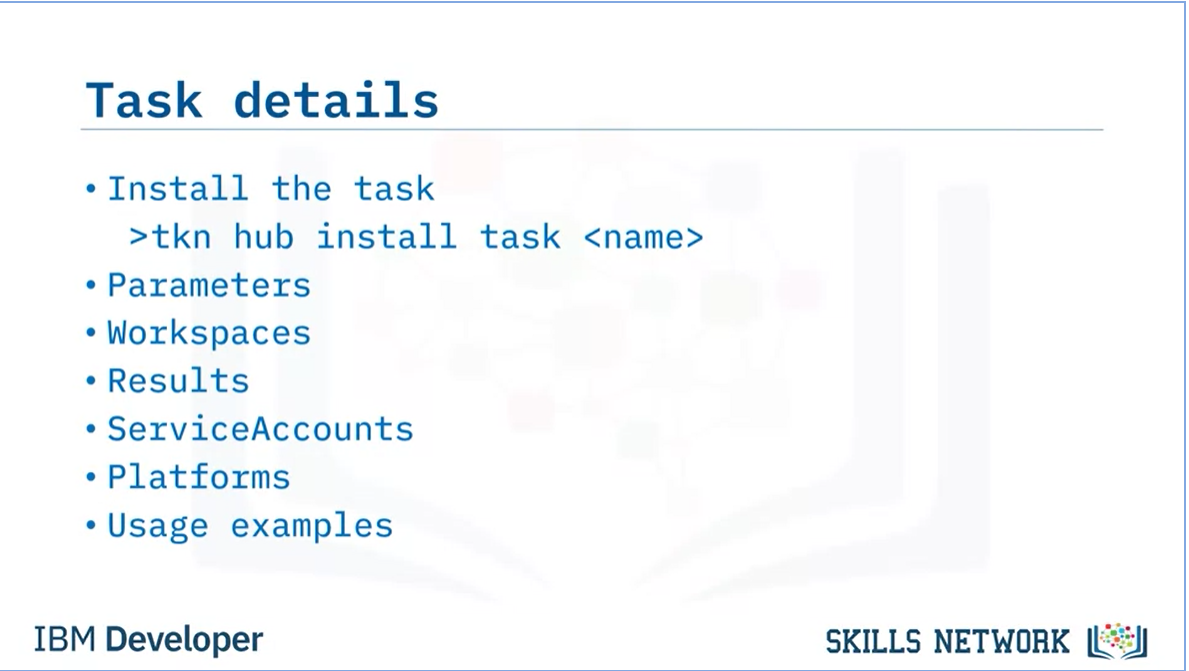 Task details
• Install the task
>tkn hub install task <name>
• Parameters
• Workspaces
• Results
• ServiceAccounts
• Platforms
• Usage examples
IBM Developer
SKILLS NETWORK